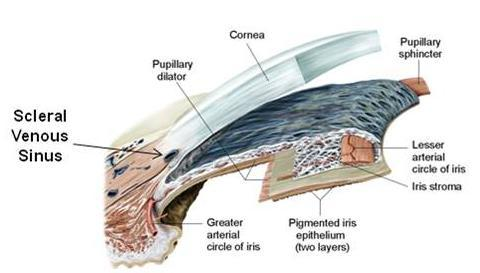 Cornea
Pupillary
dilator
Pupillary
sphincter
Scleral
Venous
Sinus
Lesser
arterial
circle of iris
Iris stroma
Greater
arterial
circle of iris
Pigmented iris
epithelium
(two layers)